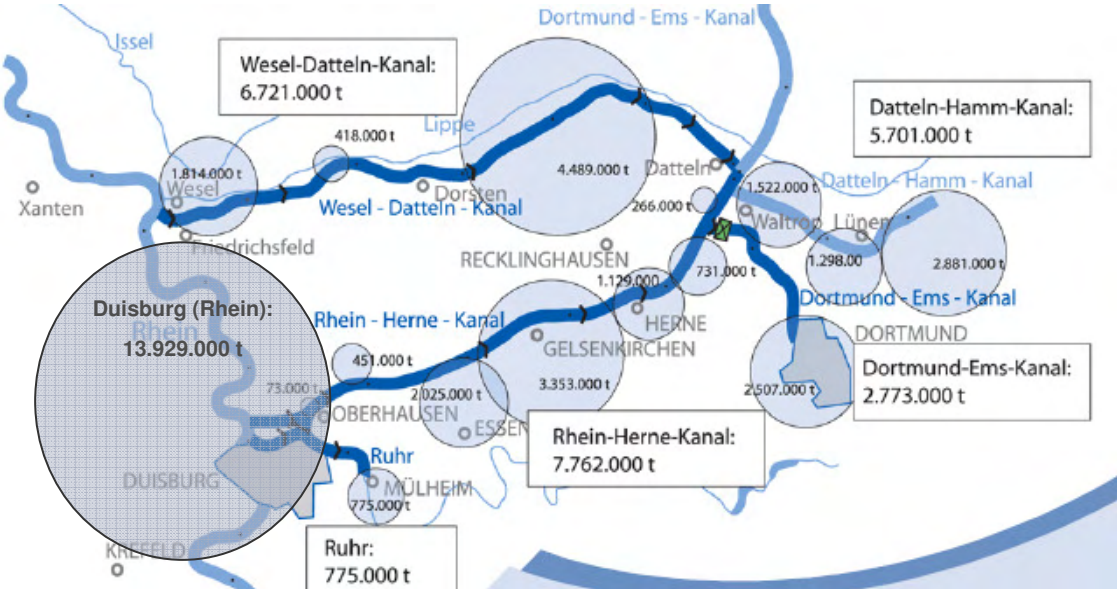 Dortmund - Ems - Kanal
Issel
Wesel-Datteln-Kanal:
6.721.000 t
Datteln-Hamm-Kanal:
5.701.000 t
Lippe
418.000 t
1.814.000 t
Wesel
4.489.000 t
Datteln
Dorsten
Xanten
Wesel - Datteln - Kanal
266.000 t
1.522.000 t
Datteln - Hamm - Kanal
Waltrop
Lünen
Friedrichsfeld
RECKLINGHAUSEN
731.000 t
1.298.00
2.881.000 t
1.129.000
Dortmund - Ems - Kanal
Duisburg (Rhein):
13.929.000 t
Rhein
Rhein - Herne - Kanal
HERNE
GELSENKIRCHEN
DORTMUND
451.000 t
73.000 t
2.025.000 t
3.353.000 t
2.507.000 t
Dortmund-Ems-Kanal:
2.773.000 t
OBERHAUSEN
ESSEN
Rhein-Herne-Kanal:
7.762.000 t
Ruhr
DUISBURG
MÜLHEIM
775.000 t
KREFELD
Ruhr:
775.000 t